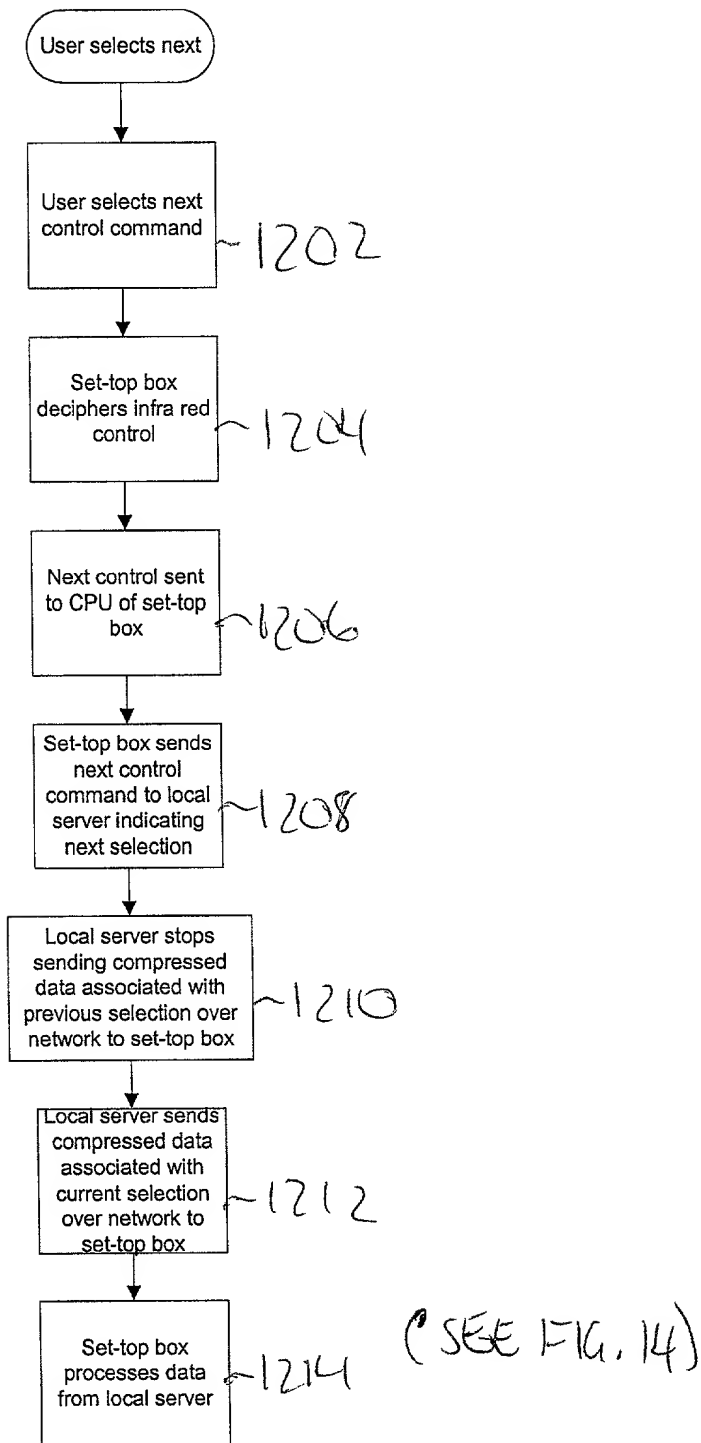 User selects next
User selects next
control command
1202
Set-top box
deciphers infra red
control
1204
Next control sent
to CPU of set-top
box
1206
Set-top box sends
next control
command to local
server indicating
next selection
1208
Local server stops
sending compressed
data associated with
previous selection over
network to set-top box
1210
Local server sends
compressed data
associated with
current selection
over network to
set-top box
1212
Set-top box
processes data
from local server
1214
(SEE FIG. 14)